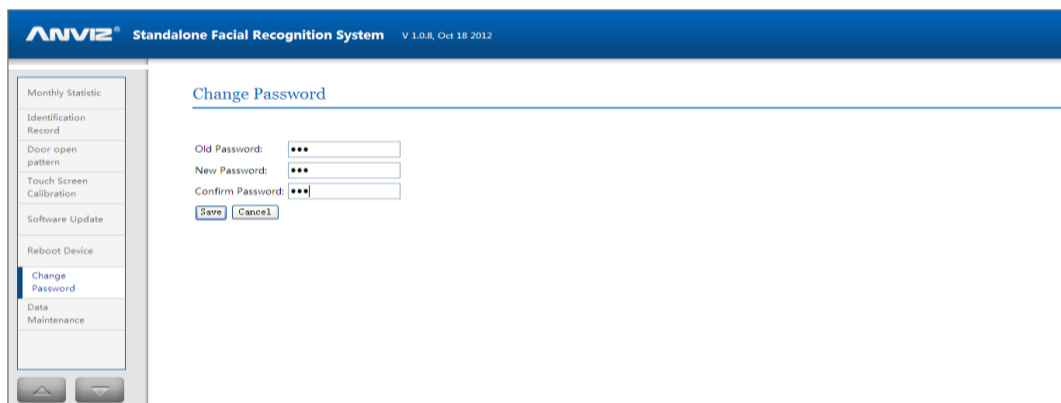 ANVIZ® Standalone Facial Recognition System V 1.0.8, Oct 18 2012
Monthly Statistic
Identification
Record
Door open
pattern
Touch Screen
Calibration
Software Update
Reboot Device
Change
Password
Data
Maintenance
Change Password
Old Password: •••
New Password: •••
Confirm Password: •••
Save Cancel